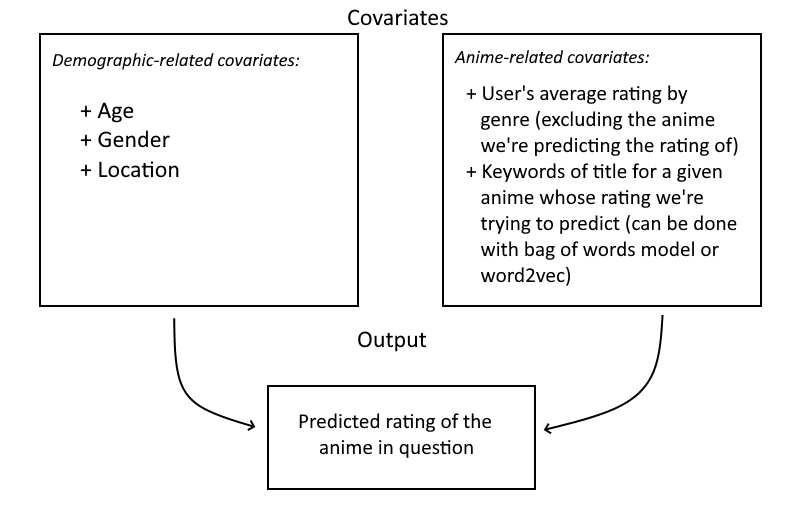 Covariates
Demographic-related covariates:
+ Age
+ Gender
+ Location
Anime-related covariates:
+ User's average rating by
genre (excluding the anime
we're predicting the rating of)
+ Keywords of title for a given
anime whose rating we're
trying to predict (can be done
with bag of words model or
word2vec)
Output
Predicted rating of the
anime in question